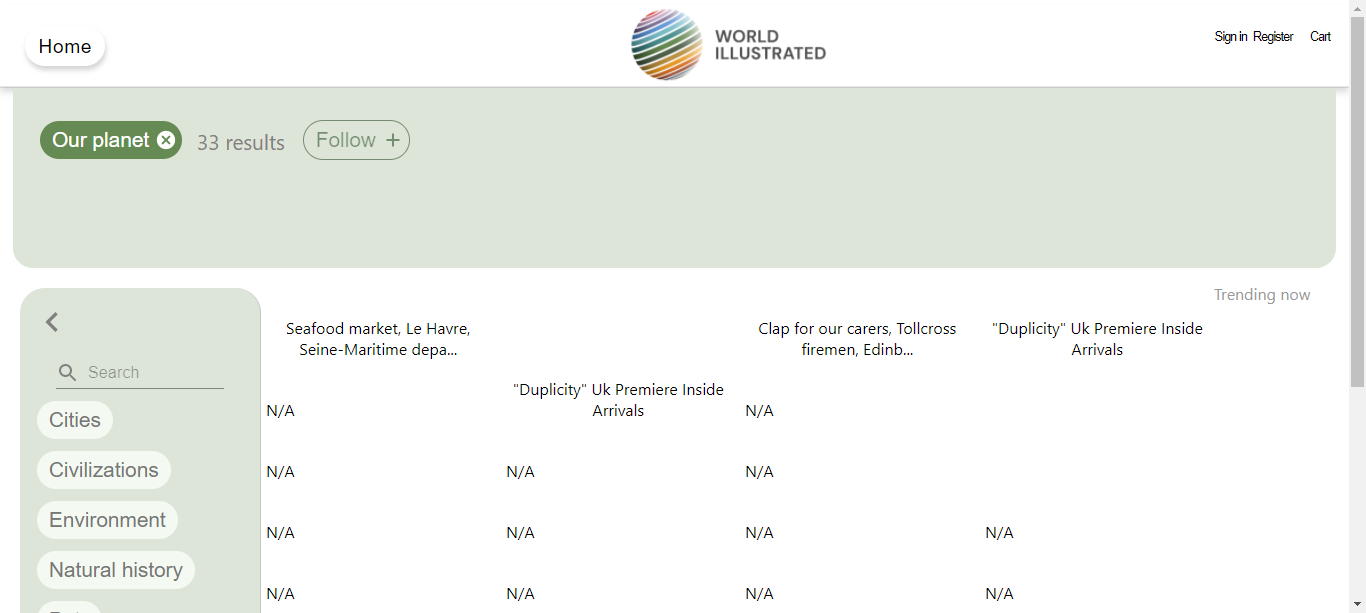 Home
WORLD
ILLUSTRATED
Sign in Register Cart
Our planet
33 results
Follow +
Trending now
Search
Cities
Civilizations
Environment
Natural history
Seafood market, Le Havre,
Seine-Maritime depa...
Clap for our carers, Tollcross
firemen, Edinb...
"Duplicity" Uk Premiere Inside
Arrivals
"Duplicity" Uk Premiere Inside
Arrivals
N/A N/A
N/A N/A N/A
N/A N/A N/A N/A
N/A N/A N/A N/A